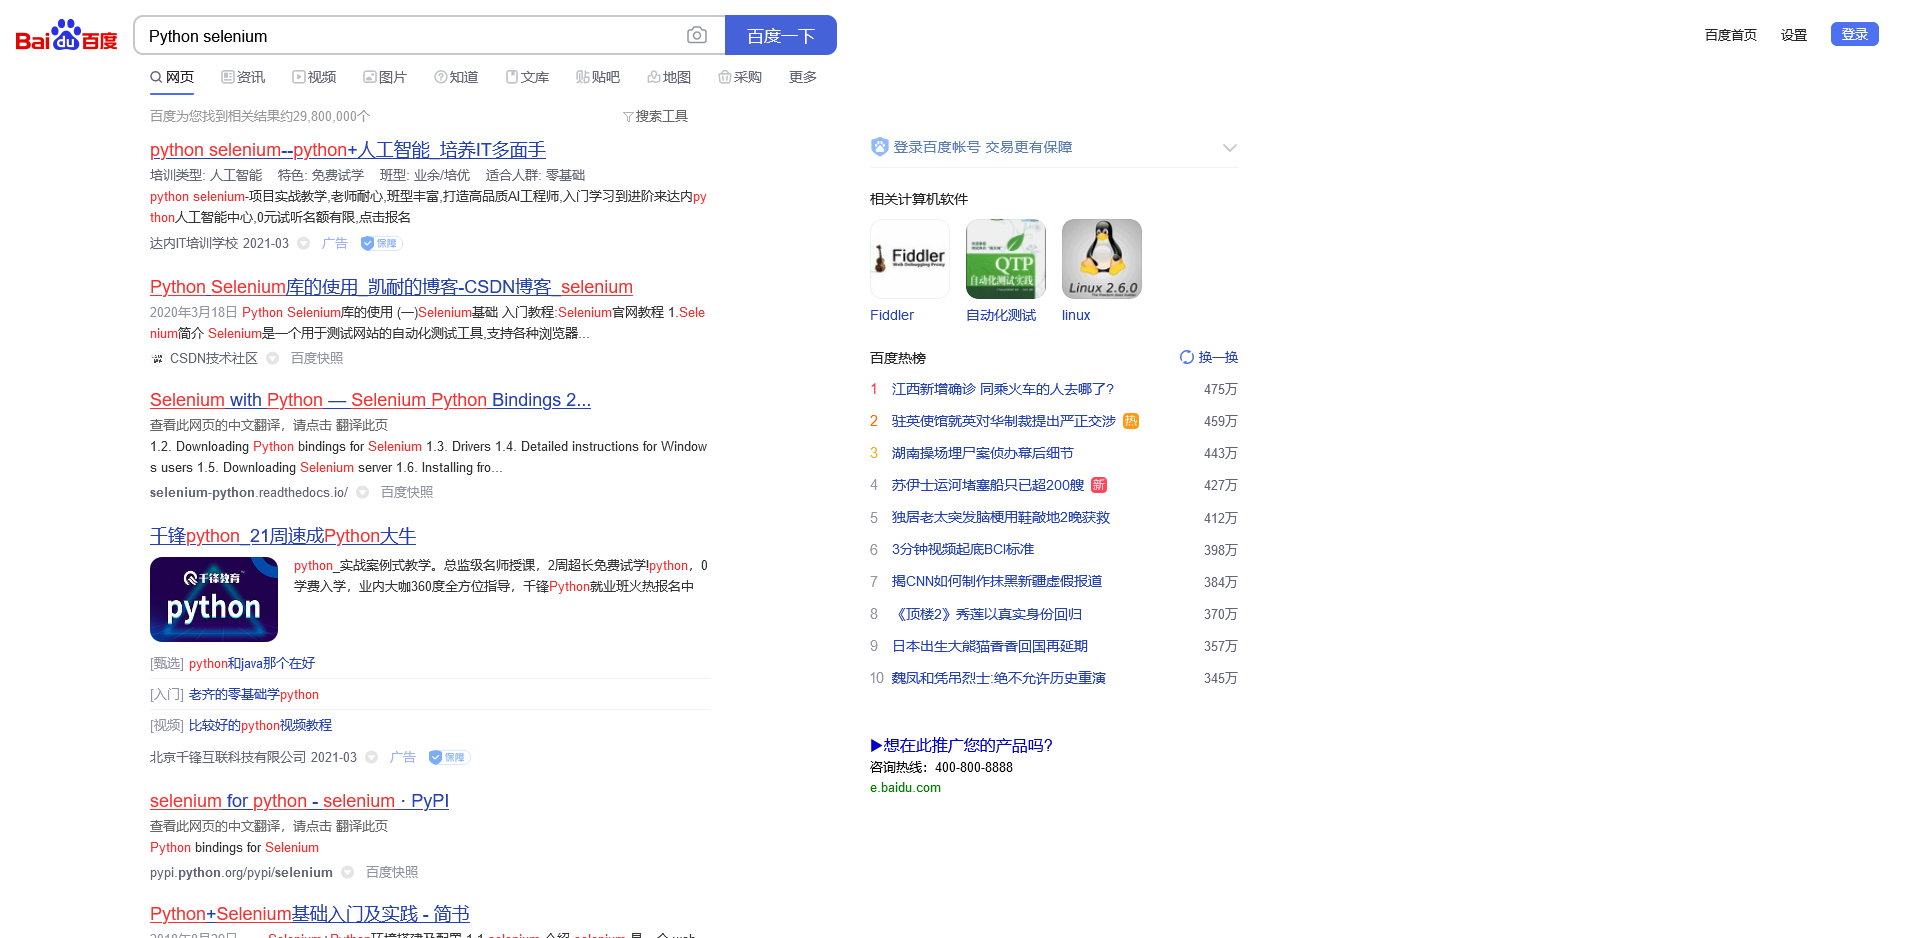 Bai du 百度
Python selenium
百度一下
百度首页 设置 登录
网页 资讯 视频 图片 知道 文库 贴吧 地图 采购 更多
百度为您找到相关结果约29,800,000个
搜索工具
python selenium--python+人工智能_培养IT多面手
培训类型: 人工智能 特色: 免费试学 班型: 业余/培优 适合人群: 零基础
python selenium-项目实战教学,老师耐心,班型丰富,打造高品质AI工程师,入门学习到进阶来达内py
thon人工智能中心,0元试听名额有限,点击报名
达内IT培训学校 2021-03 广告 保障
Python Selenium库的使用_凯耐的博客-CSDN博客_selenium
2020年3月18日 Python Selenium库的使用 (一)Selenium基础 入门教程:Selenium官网教程 1.Sele
nium简介 Selenium是一个用于测试网站的自动化测试工具,支持各种浏览器...
CSDN技术社区 百度快照
Selenium with Python — Selenium Python Bindings 2...
查看此网页的中文翻译，请点击 翻译此页
1.2. Downloading Python bindings for Selenium 1.3. Drivers 1.4. Detailed instructions for Window
s users 1.5. Downloading Selenium server 1.6. Installing fro...
selenium-python.readthedocs.io/ 百度快照
千锋python_21周速成Python大牛
千锋教育
python
python_实战案例式教学。总监级名师授课，2周超长免费试学!python，0
学费入学，业内大咖360度全方位指导，千锋Python就业班火热报名中
[甄选] python和java那个在好
[入门] 老齐的零基础学python
[视频] 比较好的python视频教程
北京千锋互联科技有限公司 2021-03 广告 保障
selenium for python - selenium · PyPI
查看此网页的中文翻译，请点击 翻译此页
Python bindings for Selenium
pypi.python.org/pypi/selenium 百度快照
Python+Selenium基础入门及实践 - 简书
登录百度帐号 交易更有保障
相关计算机软件
Fiddler
Web Debugging Proxy
QTP
自动化测试实践
Linux 2.6.0
Fiddler 自动化测试 linux
百度热榜 换一换
1 江西新增确诊 同乘火车的人去哪了? 475万
2 驻英使馆就英对华制裁提出严正交涉 热 459万
3 湖南操场埋尸案侦办幕后细节 443万
4 苏伊士运河堵塞船只已超200艘 新 427万
5 独居老太突发脑梗用鞋敲地2晚获救 412万
6 3分钟视频起底BCI标准 398万
7 揭CNN如何制作抹黑新疆虚假报道 384万
8 《顶楼2》秀莲以真实身份回归 370万
9 日本出生大熊猫香香回国再延期 357万
10 魏凤和凭吊烈士:绝不允许历史重演 345万
▶想在此推广您的产品吗?
咨询热线：400-800-8888
e.baidu.com